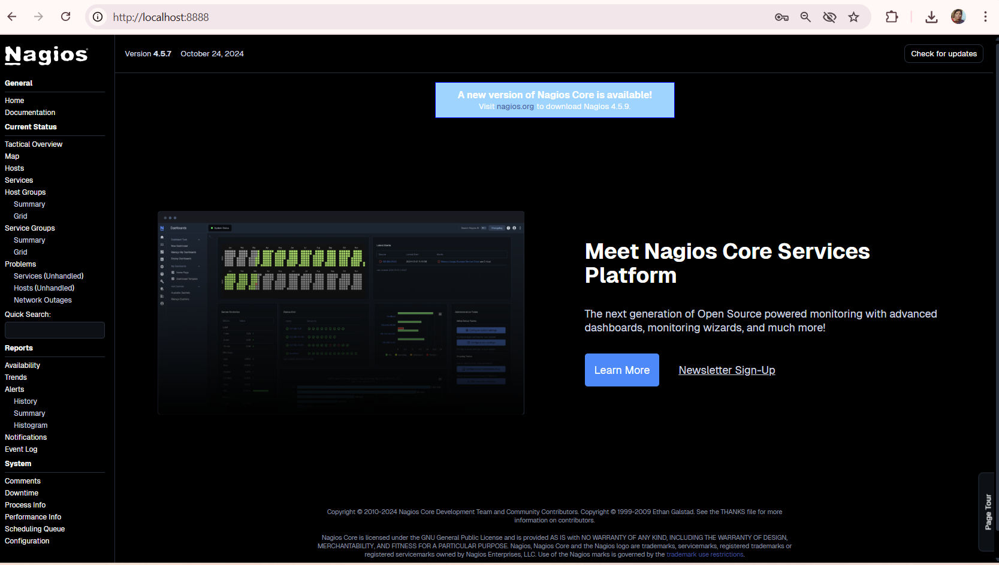 http://localhost:8888
Nagios
General
Home
Documentation
Current Status
Tactical Overview
Map
Hosts
Services
Host Groups
Summary
Grid
Service Groups
Summary
Grid
Problems
Services (Unhandled)
Hosts (Unhandled)
Network Outages
Quick Search:
Reports
Availability
Trends
Alerts
History
Summary
Histogram
Notifications
Event Log
System
Comments
Downtime
Process Info
Performance Info
Scheduling Queue
Configuration
Version 4.5.7 October 24, 2024
Check for updates
A new version of Nagios Core is available!
Visit nagios.org to download Nagios 4.5.9.
Dashboards
System Status
Manage My Dashboards
Home Page
Meet Nagios Core Services
Platform
The next generation of Open Source powered monitoring with advanced
dashboards, monitoring wizards, and much more!
Learn More
Newsletter Sign-Up
Page Tour
Copyright © 2010-2024 Nagios Core Development Team and Community Contributors. Copyright © 1999-2009 Ethan Galstad. See the THANKS file for more
information on contributors.
Nagios Core is licensed under the GNU General Public License and is provided AS IS with NO WARRANTY OF ANY KIND, INCLUDING THE WARRANTY OF DESIGN,
MERCHANTABILITY, AND FITNESS FOR A PARTICULAR PURPOSE. Nagios, Nagios Core and the Nagios logo are trademarks, servicemarks, registered trademarks or
registered servicemarks owned by Nagios Enterprises, LLC. Use of the Nagios marks is governed by the trademark use restrictions.